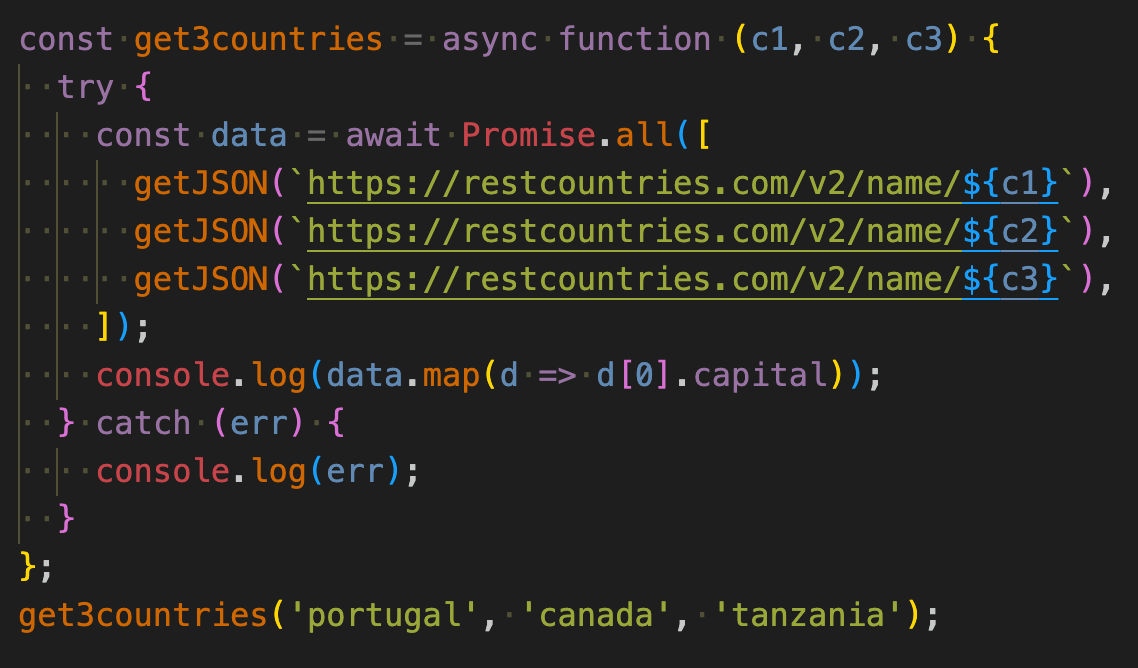 const get3countries = async function (c1, c2, c3) {
  try {
    const data = await Promise.all([
      getJSON(`https://restcountries.com/v2/name/${c1}`),
      getJSON(`https://restcountries.com/v2/name/${c2}`),
      getJSON(`https://restcountries.com/v2/name/${c3}`),
    ]);
    console.log(data.map(d => d[0].capital));
  } catch (err) {
    console.log(err);
  }
};
get3countries('portugal', 'canada', 'tanzania');